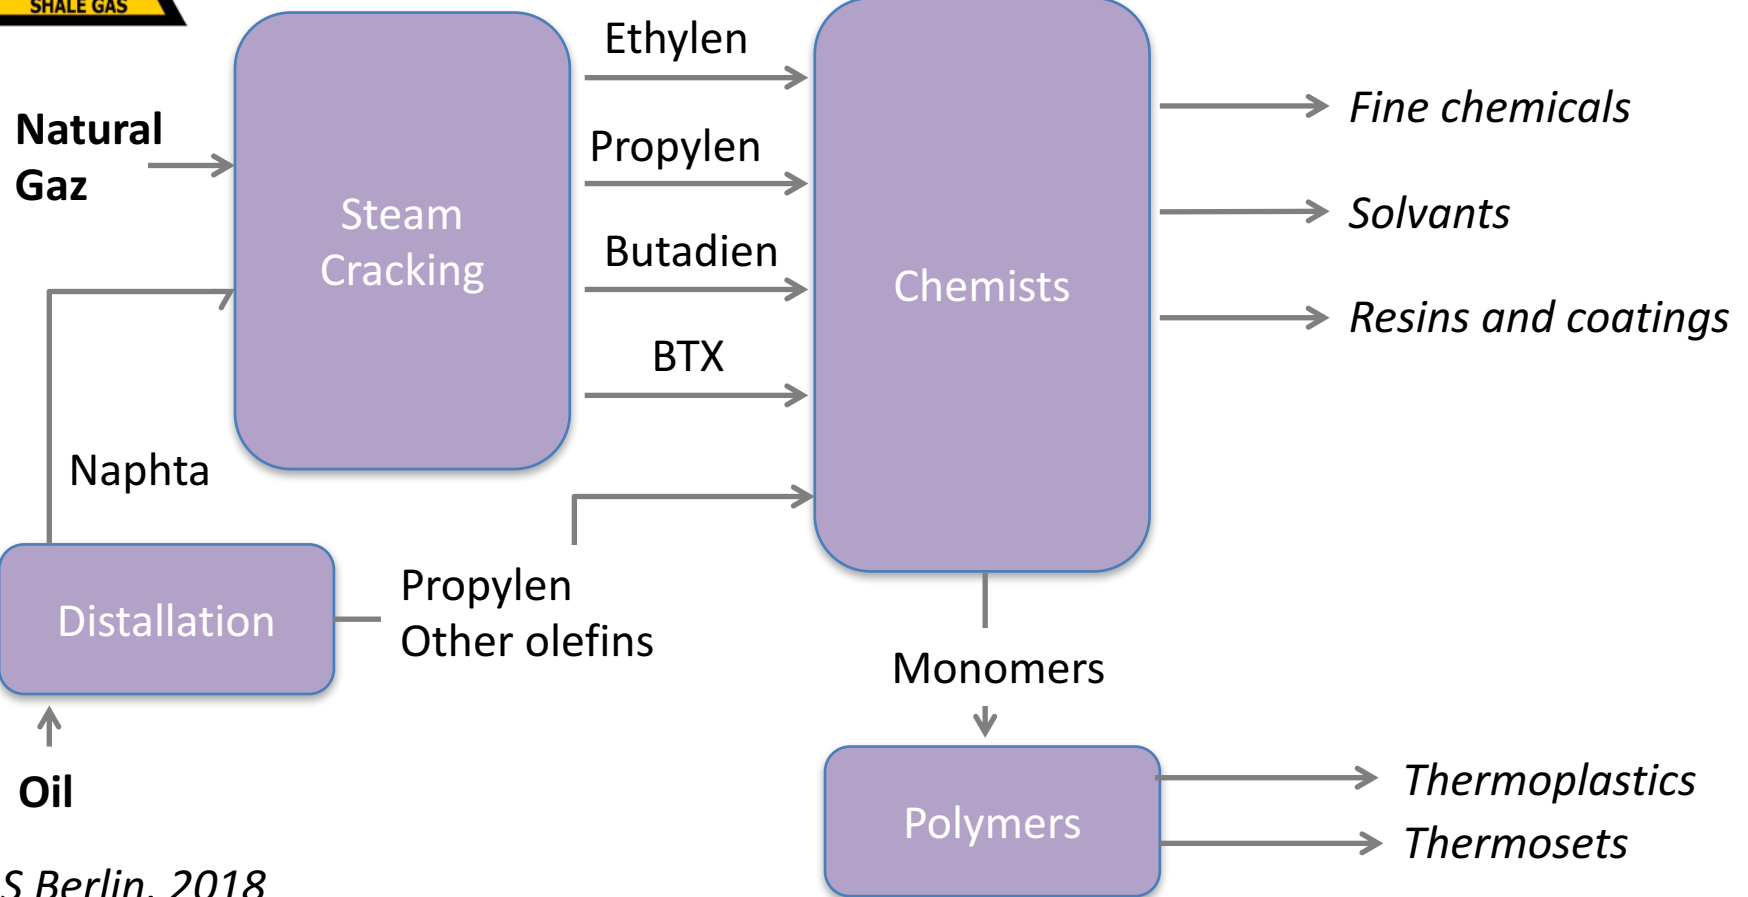 SHALE GAS
Natural
Gaz
Steam
Cracking
Ethylen
Propylen
Butadien
BTX
Chemists
Fine chemicals
Solvants
Resins and coatings
Naphta
Distallation
Propylen
Other olefins
Monomers
Oil
Polymers
Thermoplastics
Thermosets
S Berlin, 2018